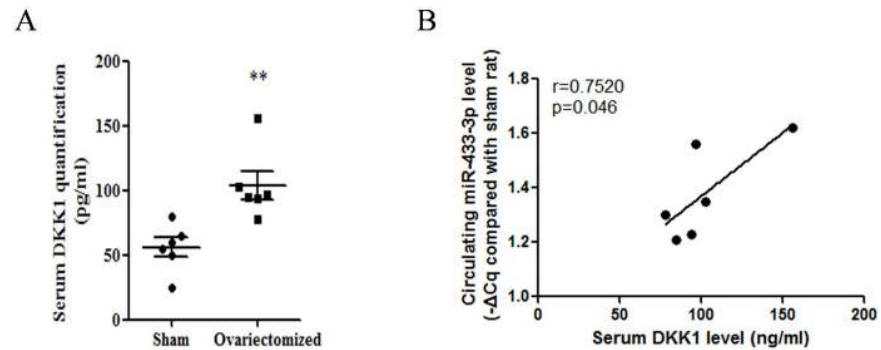 A
Serum DKK1 quantification
(pg/ml)
200
150
100
50
0
**
Sham
Ovariectomized
B
Circulating miR-433-3p level
(-ΔCq compared with sham rat)
1.8
1.6
1.4
1.2
1.0
r=0.7520
p=0.046
0
50
100
150
200
Serum DKK1 level (ng/ml)